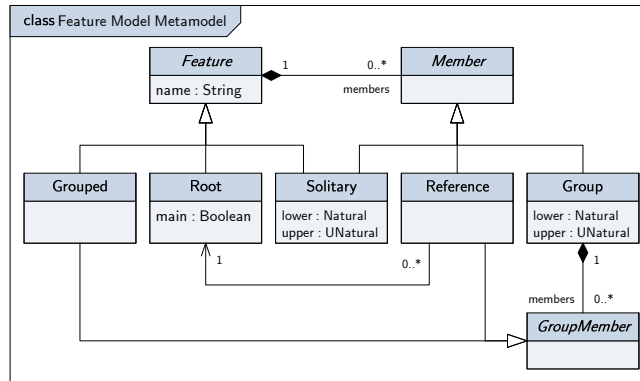 class Feature Model Metamodel
Feature
name : String
1
0..*
members
Member
Grouped
Root
main : Boolean
Solitary
lower : Natural
upper : UNatural
Reference
Group
lower : Natural
upper : UNatural
1
0..*
1
members
0..*
GroupMember